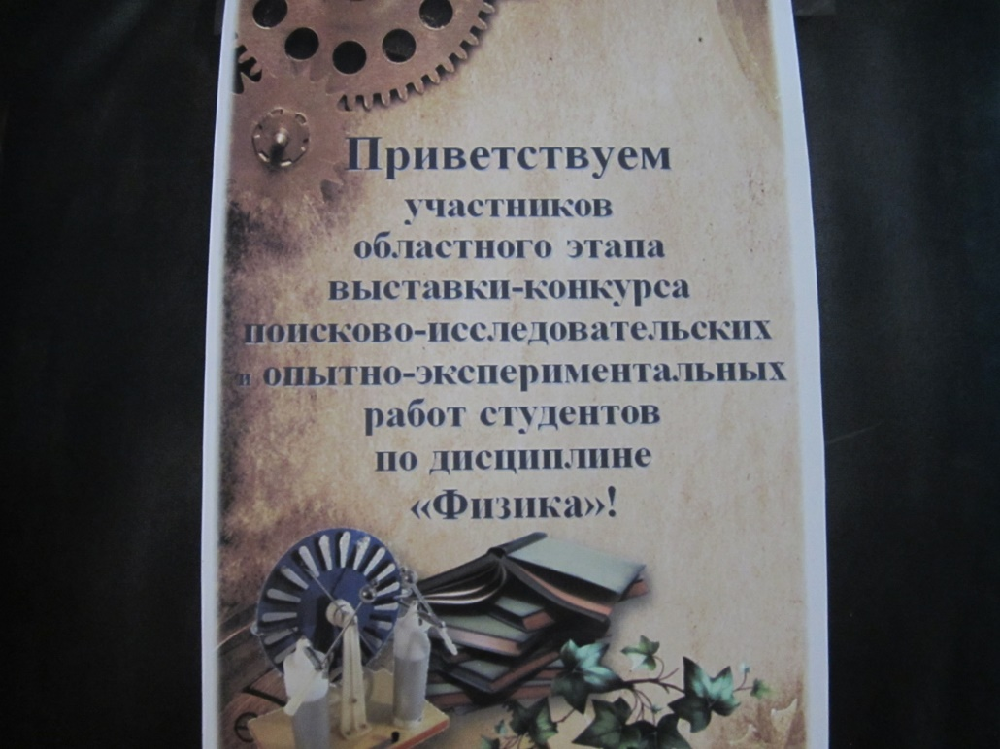 Приветствуем
участников
областного этапа
выставки-конкурса
поисково-исследовательских
и опытно-экспериментальных
работ студентов
по дисциплине
«Физика»!